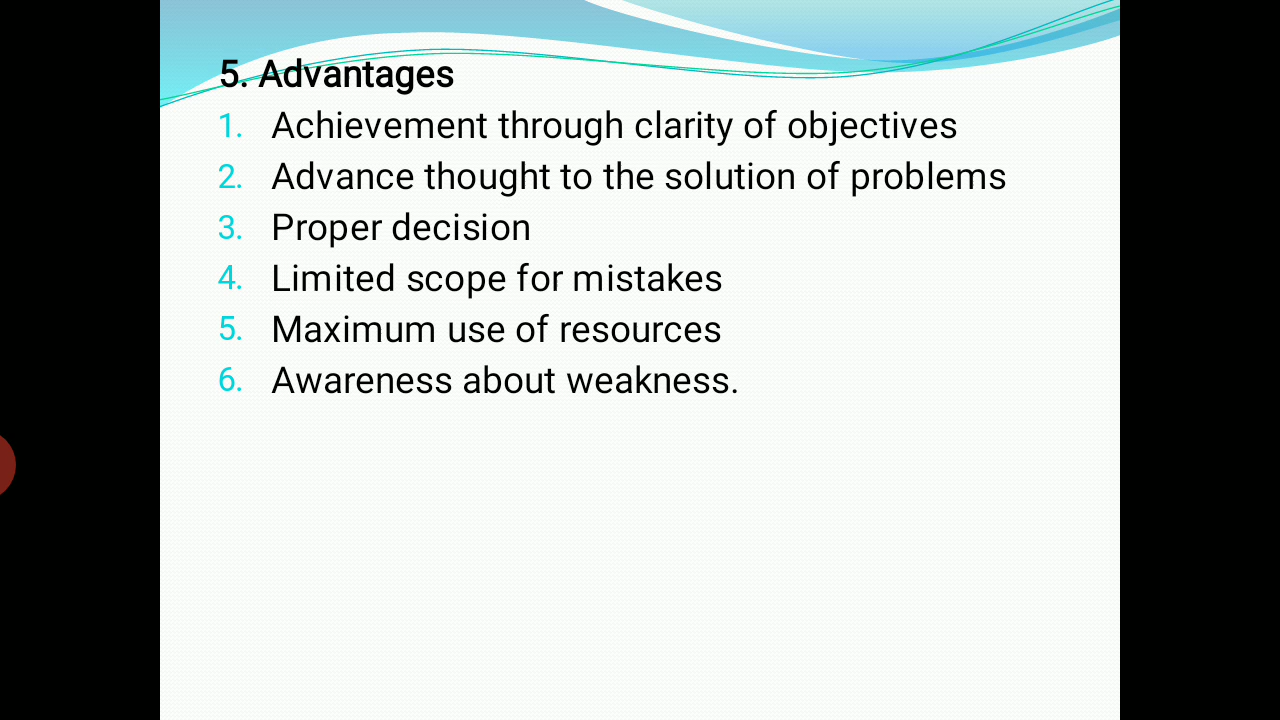 5. Advantages
1. Achievement through clarity of objectives
2. Advance thought to the solution of problems
3. Proper decision
4. Limited scope for mistakes
5. Maximum use of resources
6. Awareness about weakness.